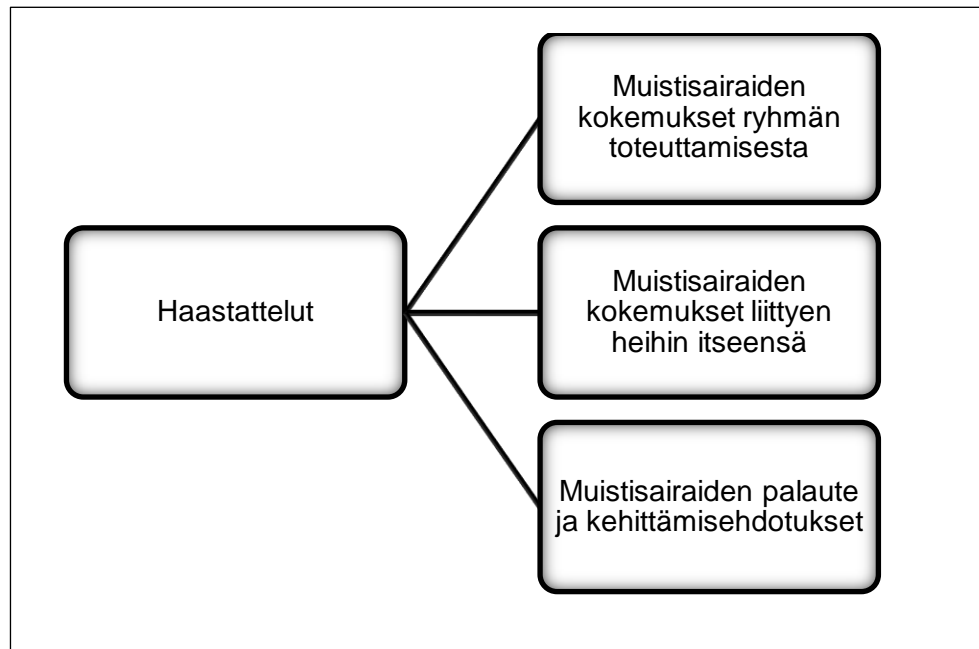 Haastattelut
Muistisairaiden
kokemukset ryhmän
toteuttamisesta
Muistisairaiden
kokemukset liittyen
heihin itseensä
Muistisairaiden palaute
ja kehittämisehdotukset